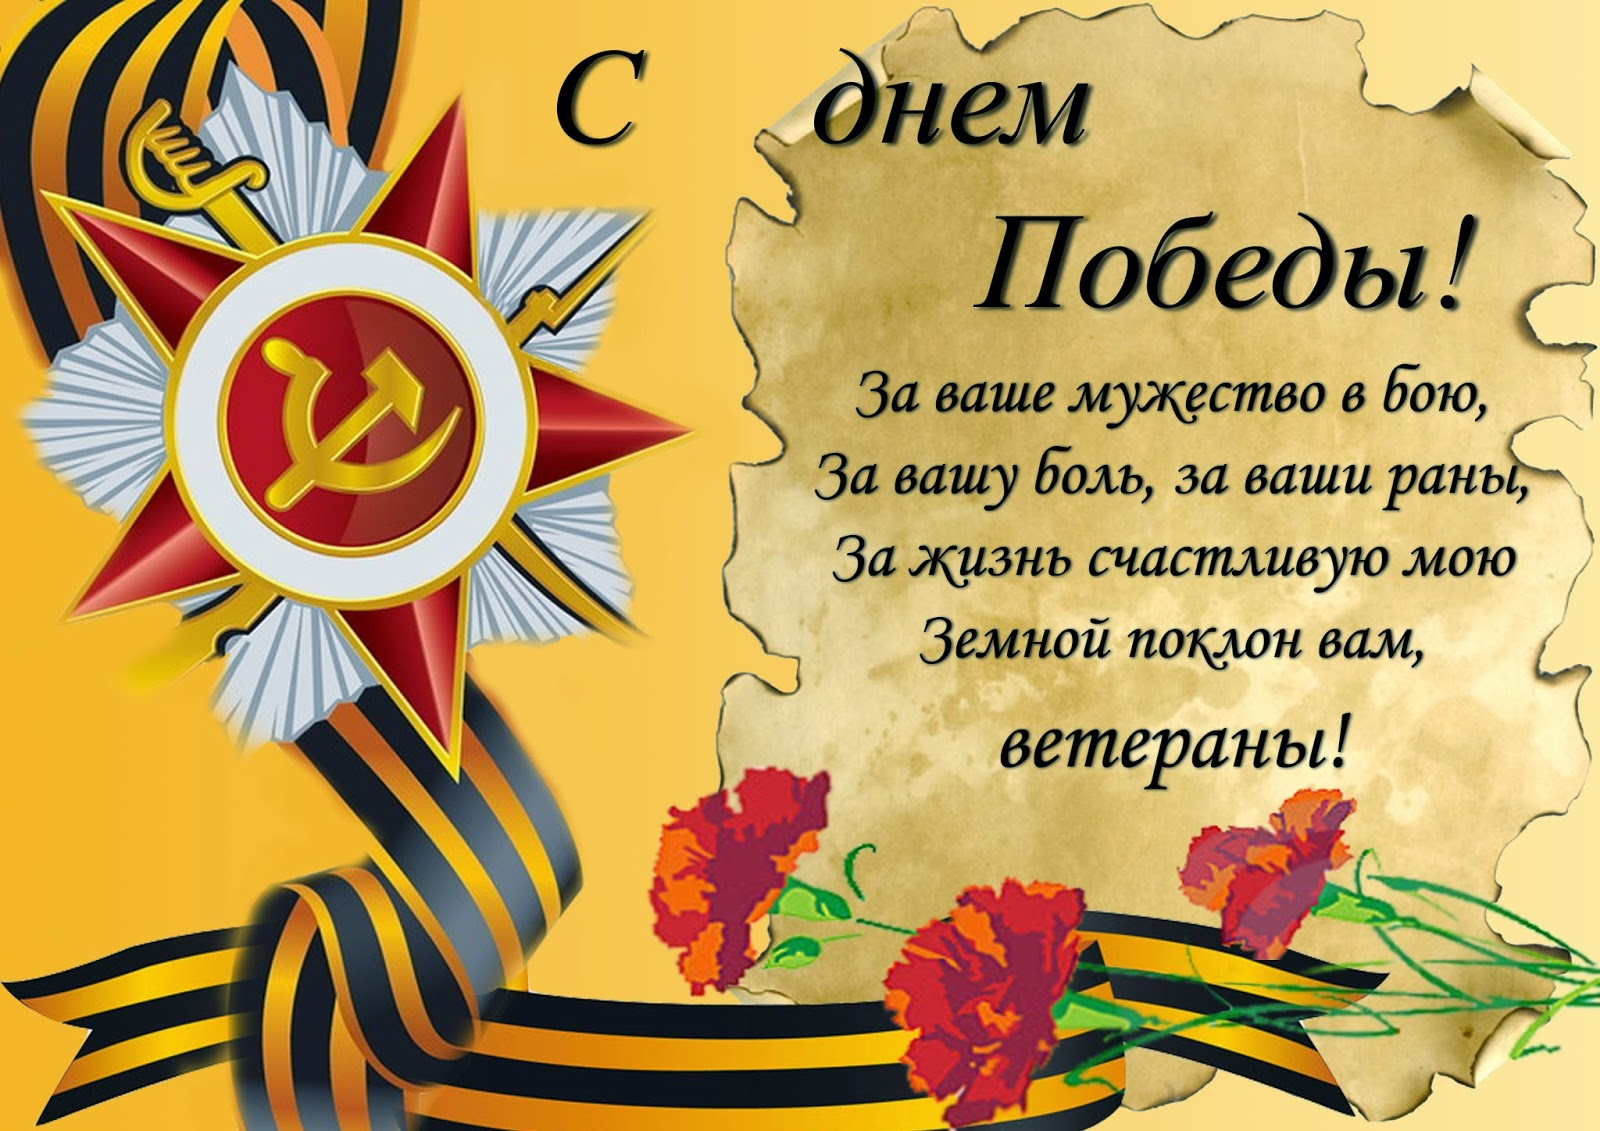 С днем
Победы!
За ваше мужество в бою,
За вашу боль, за ваши раны,
За жизнь счастливую мою
Земной поклон вам,
ветераны!